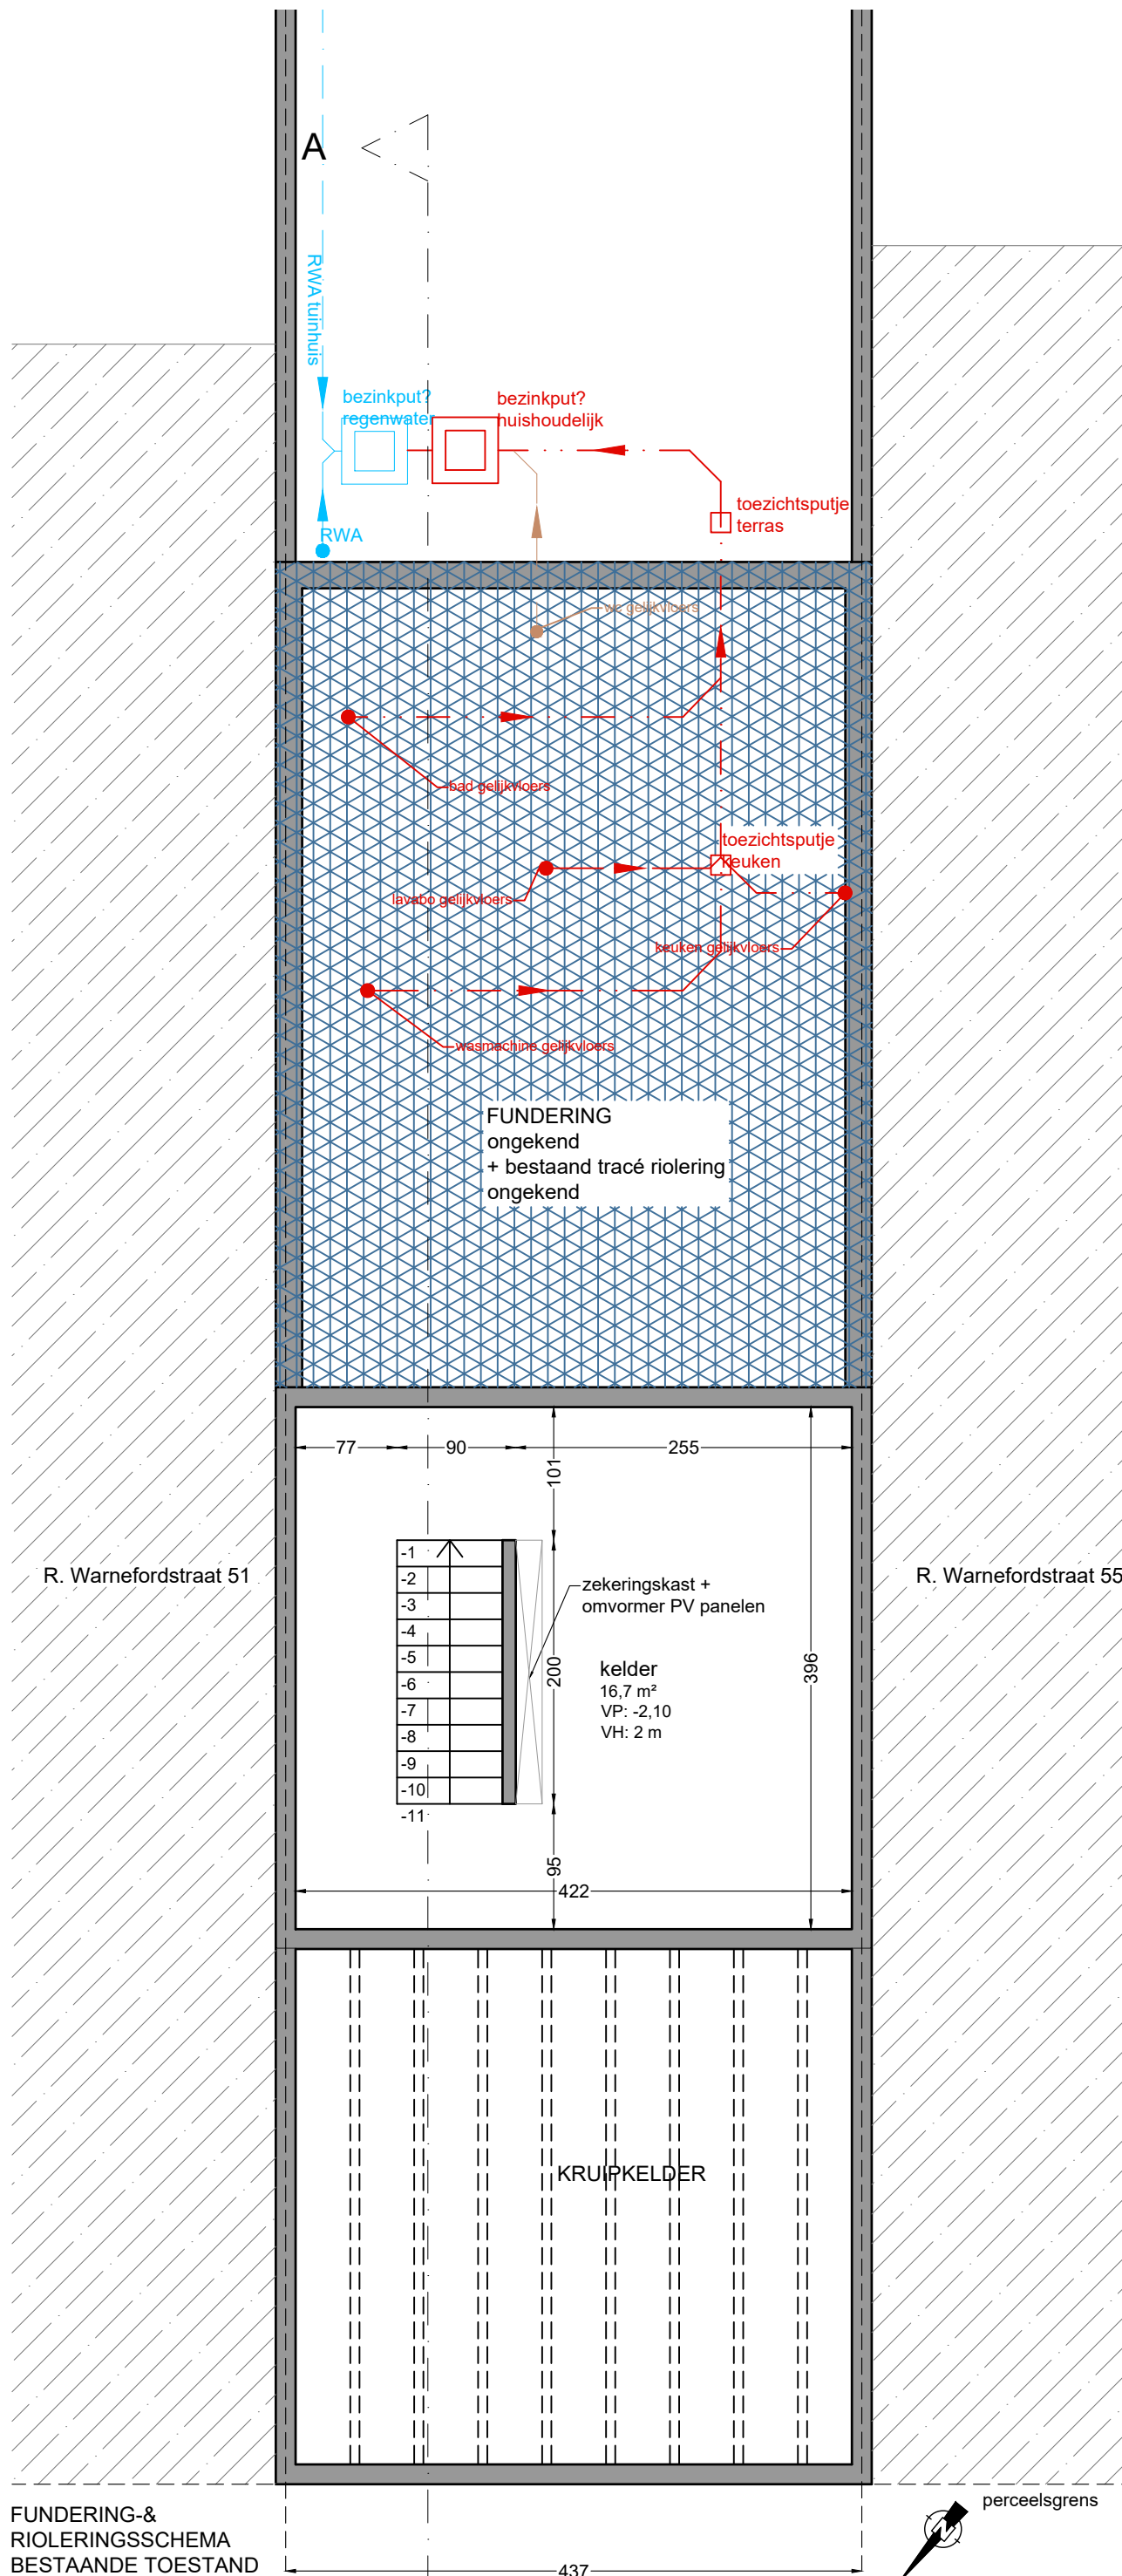 A
RWA tuinhuis
bezinkput?
regenwater
bezinkput?
huishoudelijk
toezichtsputje
terras
RWA
wc gelijkvloers
bad gelijkvloers
toezichtsputje
keuken
lavabo gelijkvloers
keuken gelijkvloers
wasmachine gelijkvloers
FUNDERING
ongekend
+ bestaand tracé riolering
ongekend
77
90
255
101
R. Warnefordstraat 51
R. Warnefordstraat 55
-1
-2
-3
-4
-5
-6
-7
-8
-9
-10
-11
zekeringskast +
omvormer PV panelen
200
396
kelder
16,7 m²
VP: -2,10
VH: 2 m
95
422
KRUIPKELDER
perceelsgrens
N
FUNDERING-&
RIOLERINGSSCHEMA
BESTAANDE TOESTAND
437